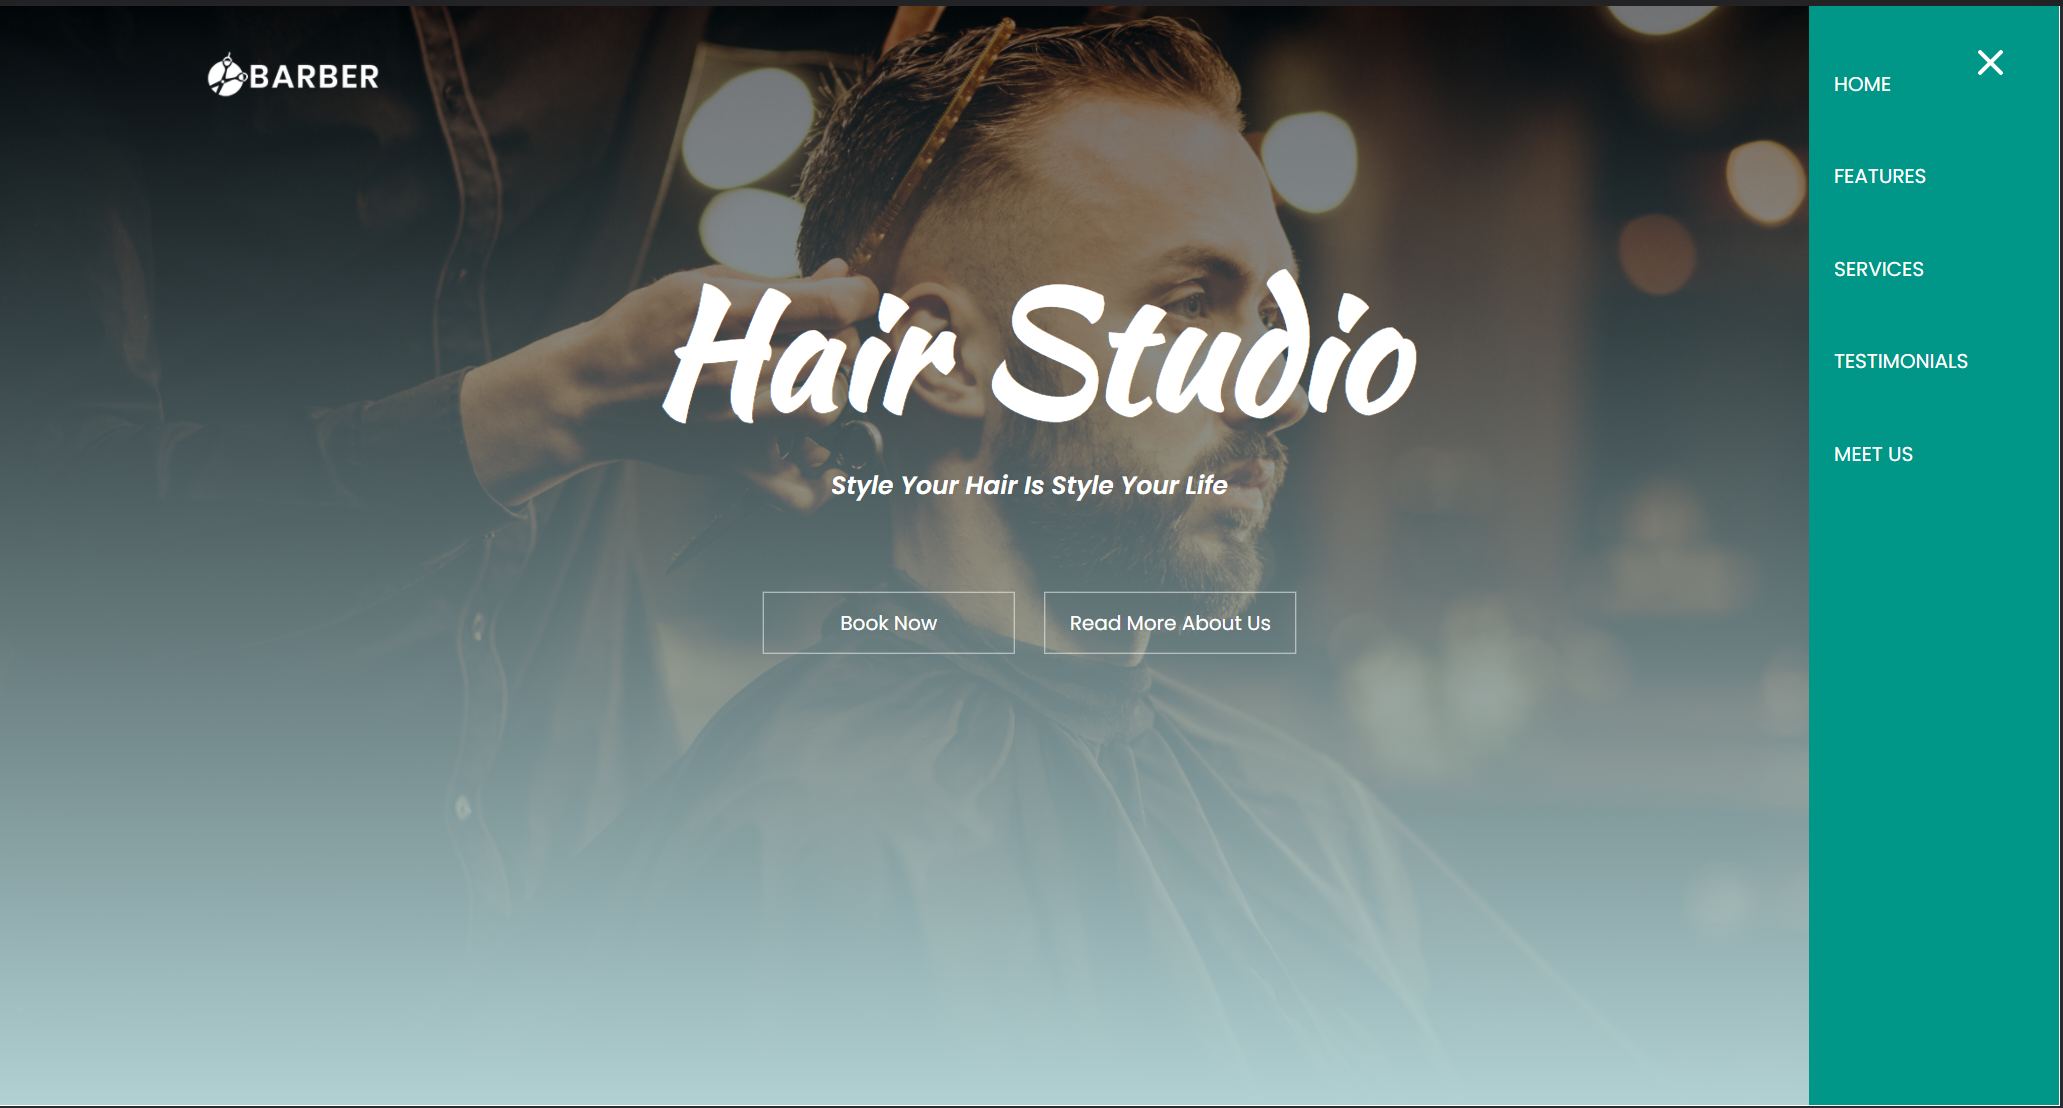 BARBER
HOME
FEATURES
SERVICES
TESTIMONIALS
MEET US
Hair Studio
Style Your Hair Is Style Your Life
Book Now
Read More About Us